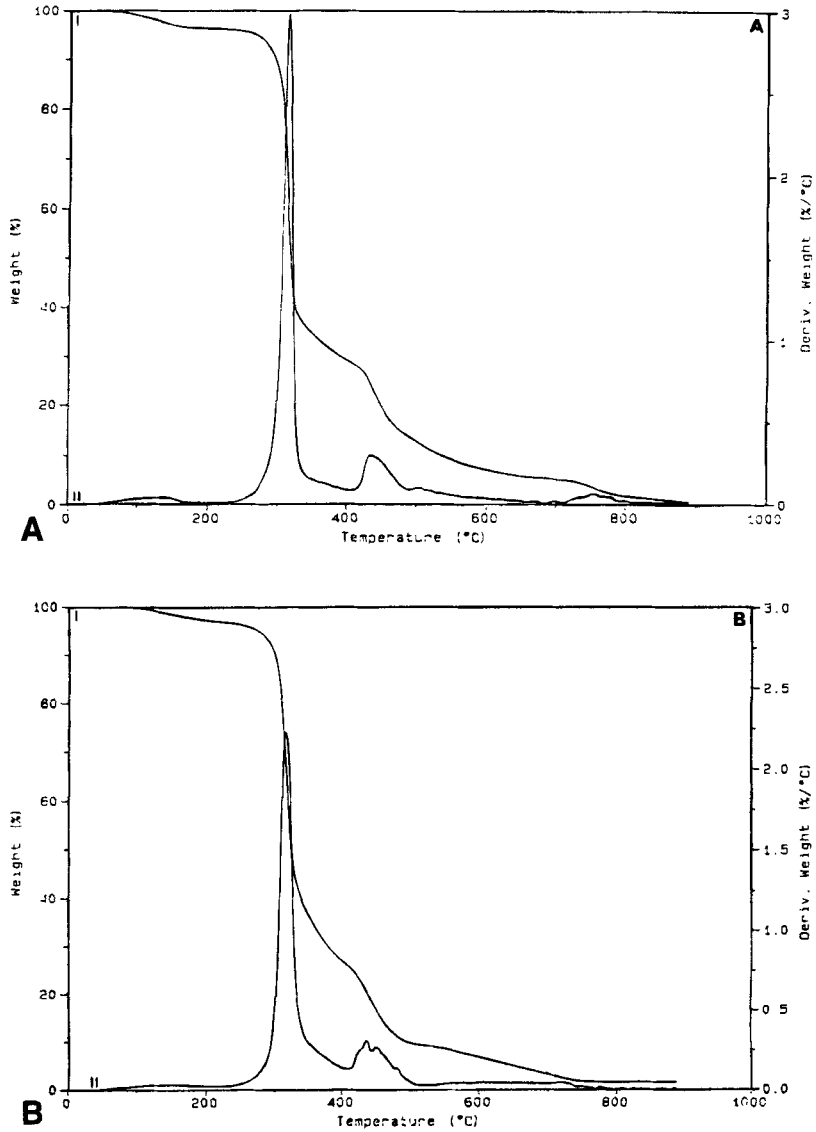 100
I
A
3
80
2
60
Weight (%)
Deriv. Weight (%/°C)
40
1
20
II
0
0
0
200
400
600
800
1000
A
Temperature (°C)
100
I
B
3.0
80
2.5
2.0
60
Weight (%)
1.5
Deriv. Weight (%/°C)
40
1.0
20
0.5
II
0
0.0
0
200
400
600
800
1000
B
Temperature (°C)